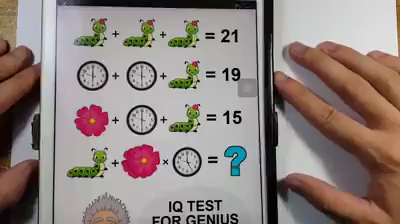 + + = 21
+ + = 19
+ + = 15
+ × = ?
IQ TEST
FOR GENIUS